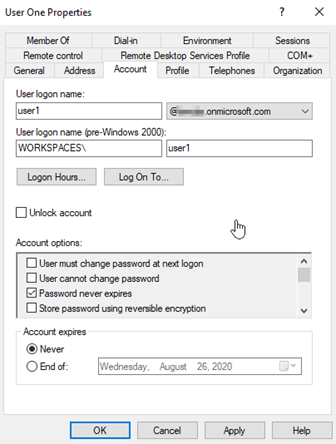 User One Properties
Member Of Dial-in Environment Sessions
Remote control Remote Desktop Services Profile COM+
General Address Account Profile Telephones Organization
User logon name:
user1 @ .onmicrosoft.com
User logon name (pre-Windows 2000):
WORKSPACES\ user1
Logon Hours... Log On To...
Unlock account
Account options:
User must change password at next logon
User cannot change password
Password never expires
Store password using reversible encryption
Account expires
Never
End of: Wednesday, August 26, 2020
OK Cancel Apply Help